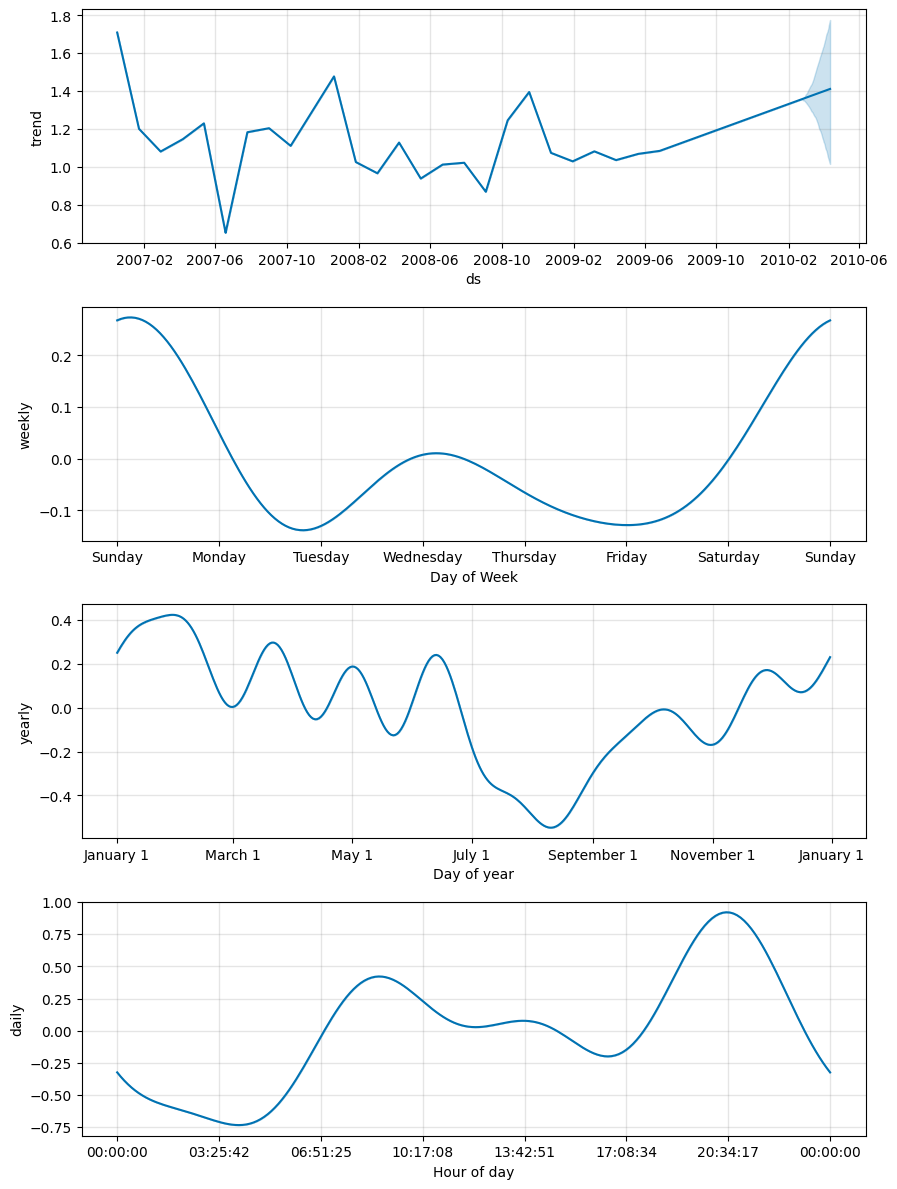 1.8
1.6
1.4
1.2
1.0
0.8
0.6
trend
2007-02 2007-06 2007-10 2008-02 2008-06 2008-10 2009-02 2009-06 2009-10 2010-02 2010-06
ds
0.2
0.1
0.0
−0.1
weekly
Sunday Monday Tuesday Wednesday Thursday Friday Saturday Sunday
Day of Week
0.4
0.2
0.0
−0.2
−0.4
yearly
January 1 March 1 May 1 July 1 September 1 November 1 January 1
Day of year
1.00
0.75
0.50
0.25
0.00
−0.25
−0.50
−0.75
daily
00:00:00 03:25:42 06:51:25 10:17:08 13:42:51 17:08:34 20:34:17 00:00:00
Hour of day